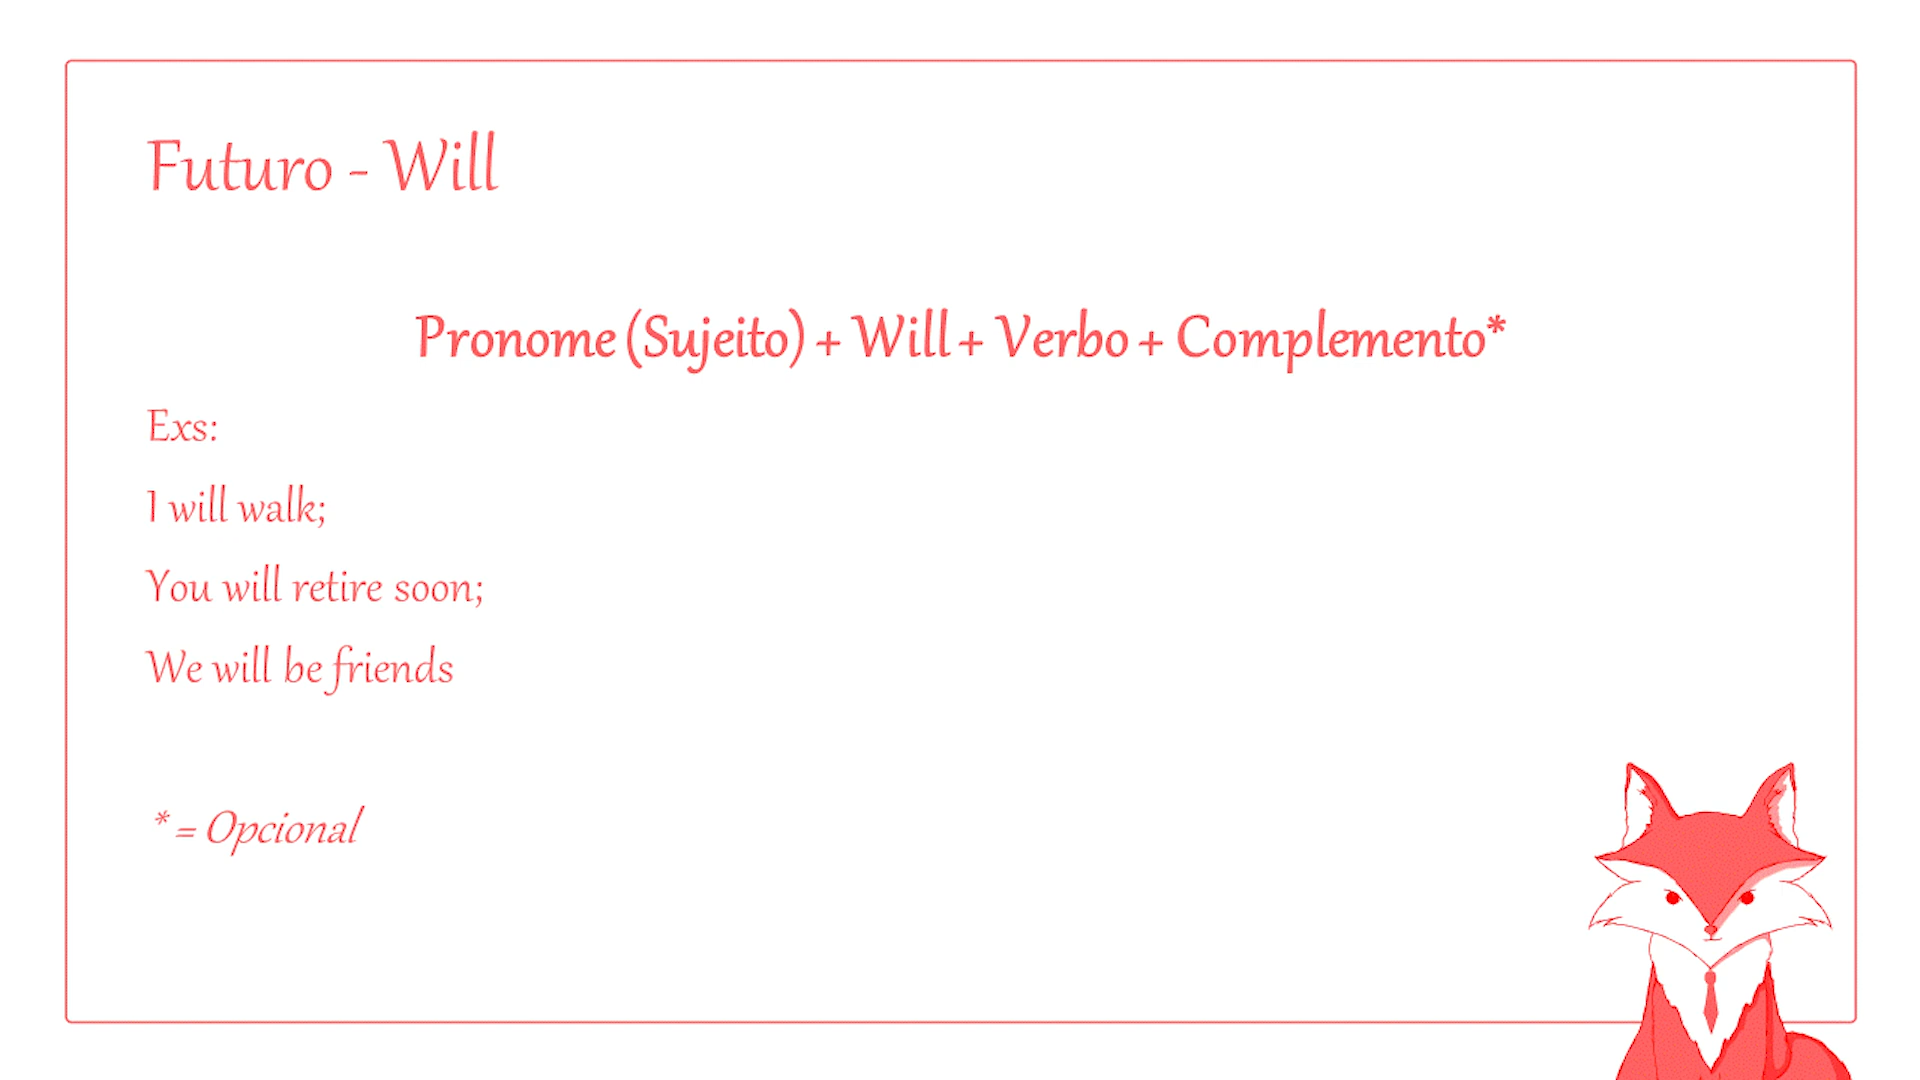 Futuro - Will
Pronome (Sujeito) + Will + Verbo + Complemento*
Exs:
I will walk;
You will retire soon;
We will be friends
* = Opcional